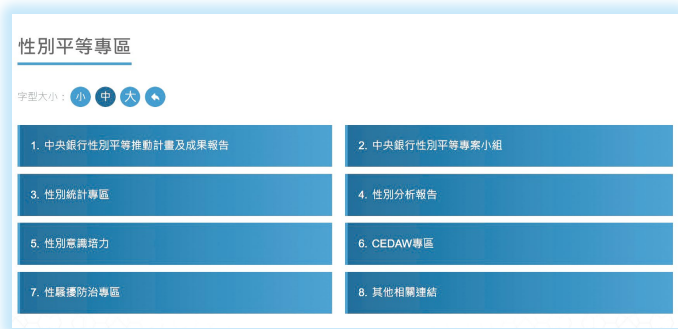 性別平等專區
字型大小： 小 中 大
1. 中央銀行性別平等推動計畫及成果報告
2. 中央銀行性別平等專案小組
3. 性別統計專區
4. 性別分析報告
5. 性別意識培力
6. CEDAW專區
7. 性騷擾防治專區
8. 其他相關連結